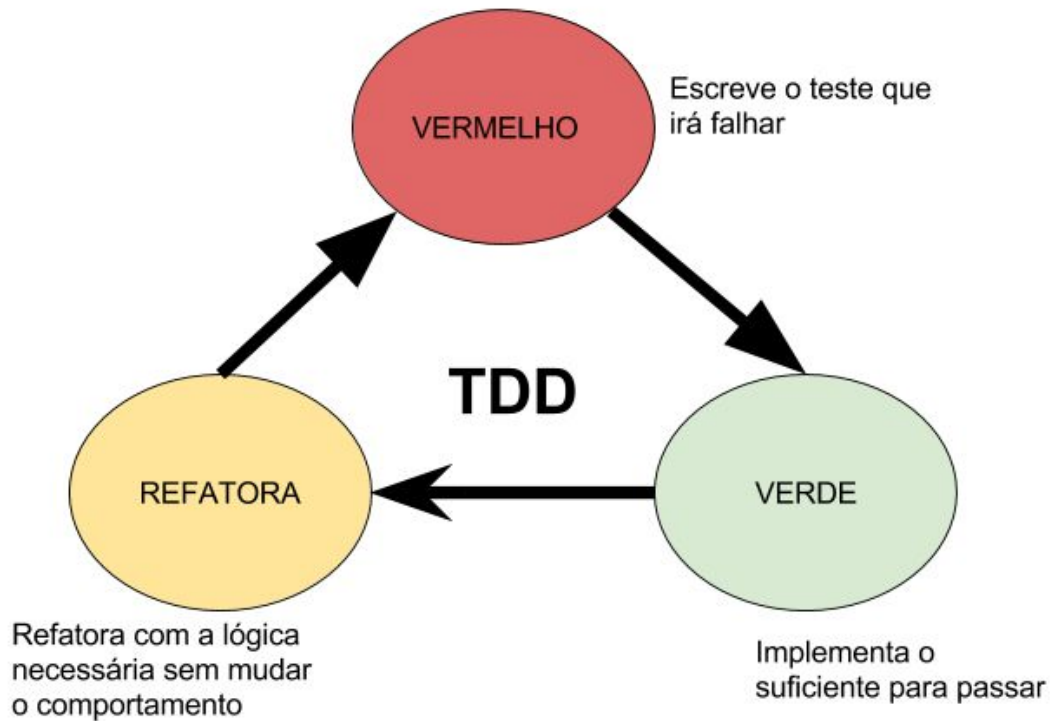 VERMELHO
Escreve o teste que
irá falhar
TDD
REFATORA
VERDE
Refatora com a lógica
necessária sem mudar
o comportamento
Implementa o
suficiente para passar